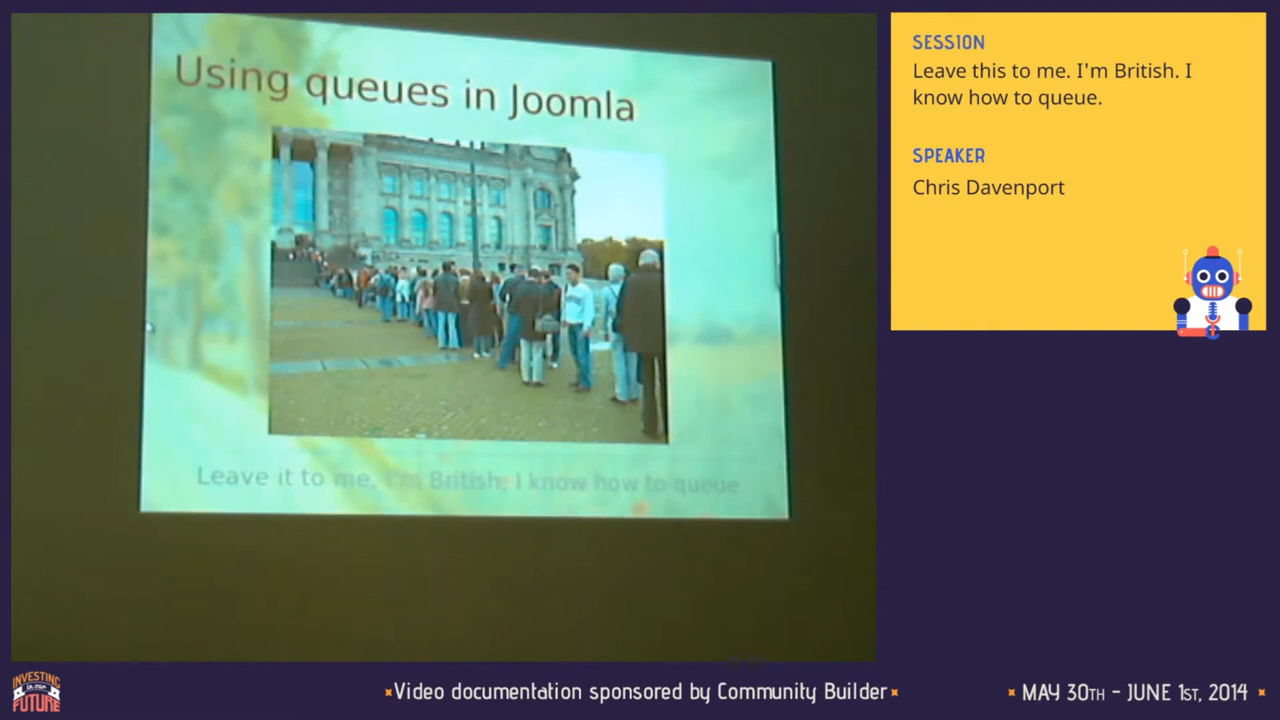 Using queues in Joomla
Leave it to me, I'm British, I know how to queue
SESSION
Leave this to me. I'm British. I
know how to queue.
SPEAKER
Chris Davenport
INVESTING
IN OUR
FUTURE
Video documentation sponsored by Community Builder
MAY 30TH - JUNE 1ST, 2014